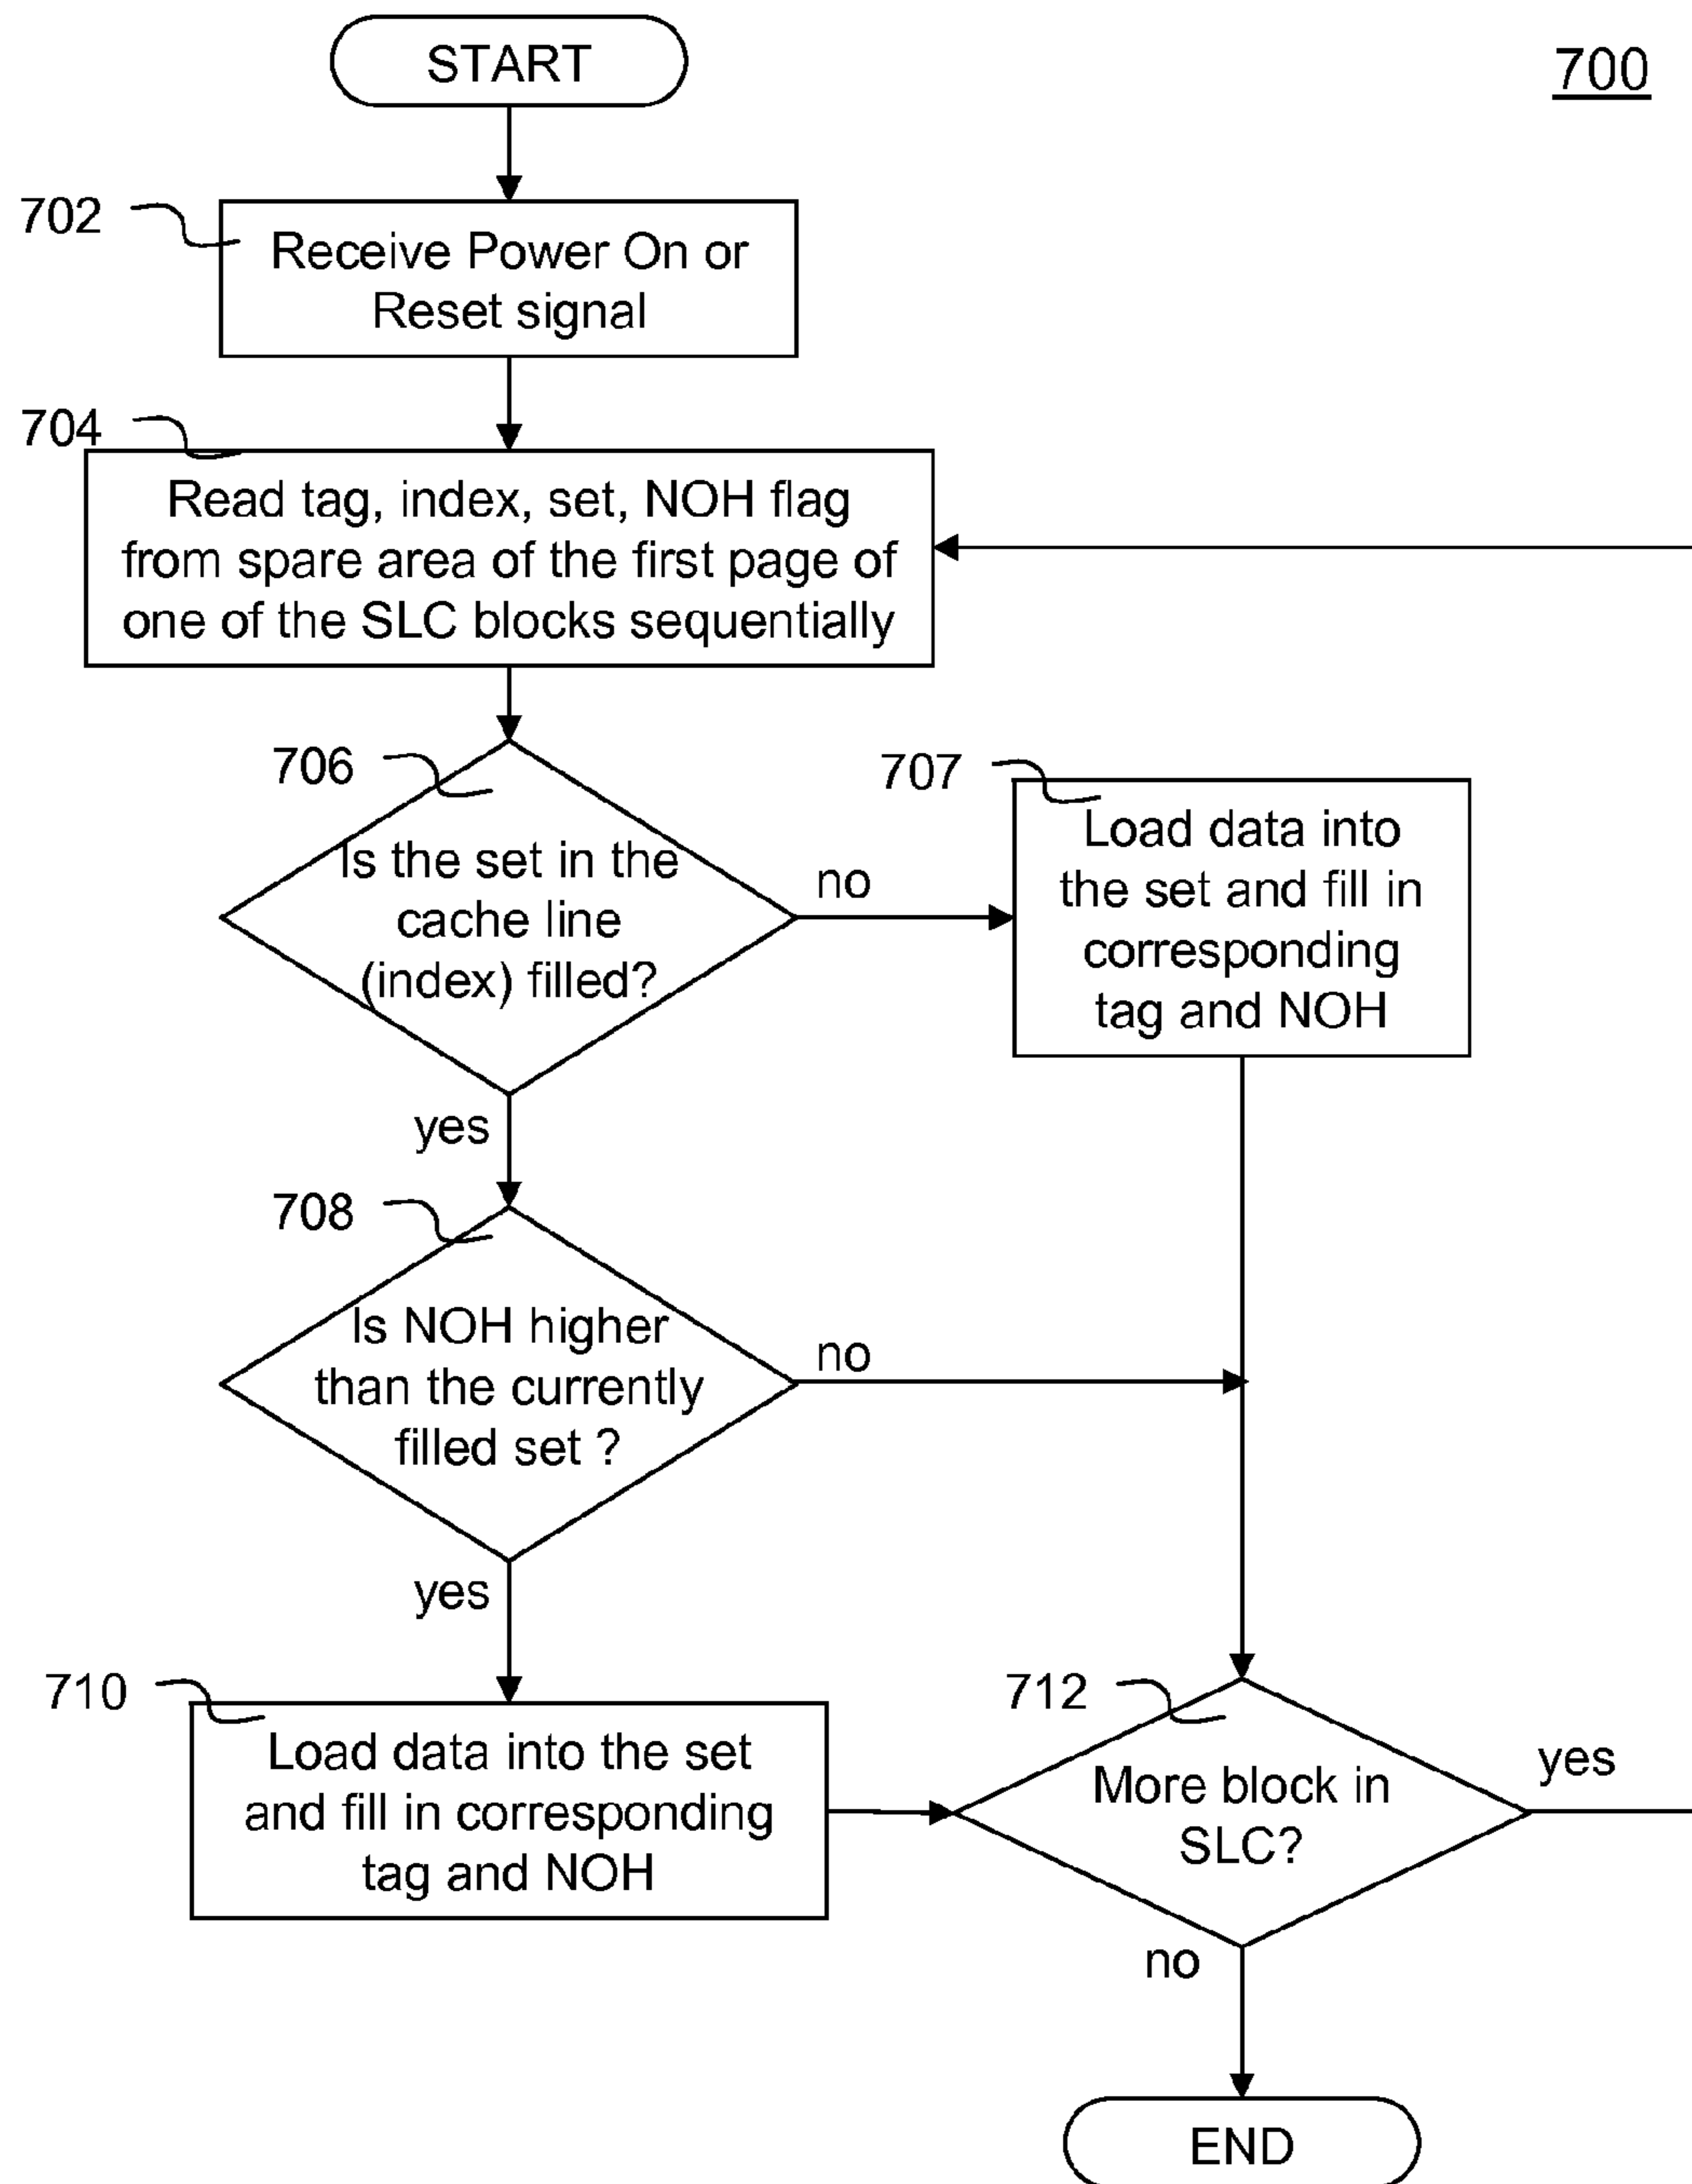 START
700
702
Receive Power On or
Reset signal
704
Read tag, index, set, NOH flag
from spare area of the first page of
one of the SLC blocks sequentially
706
Is the set in the
cache line
(index) filled?
no
707
Load data into
the set and fill in
corresponding
tag and NOH
yes
708
Is NOH higher
than the currently
filled set ?
no
yes
710
Load data into the set
and fill in corresponding
tag and NOH
712
More block in
SLC?
yes
no
END